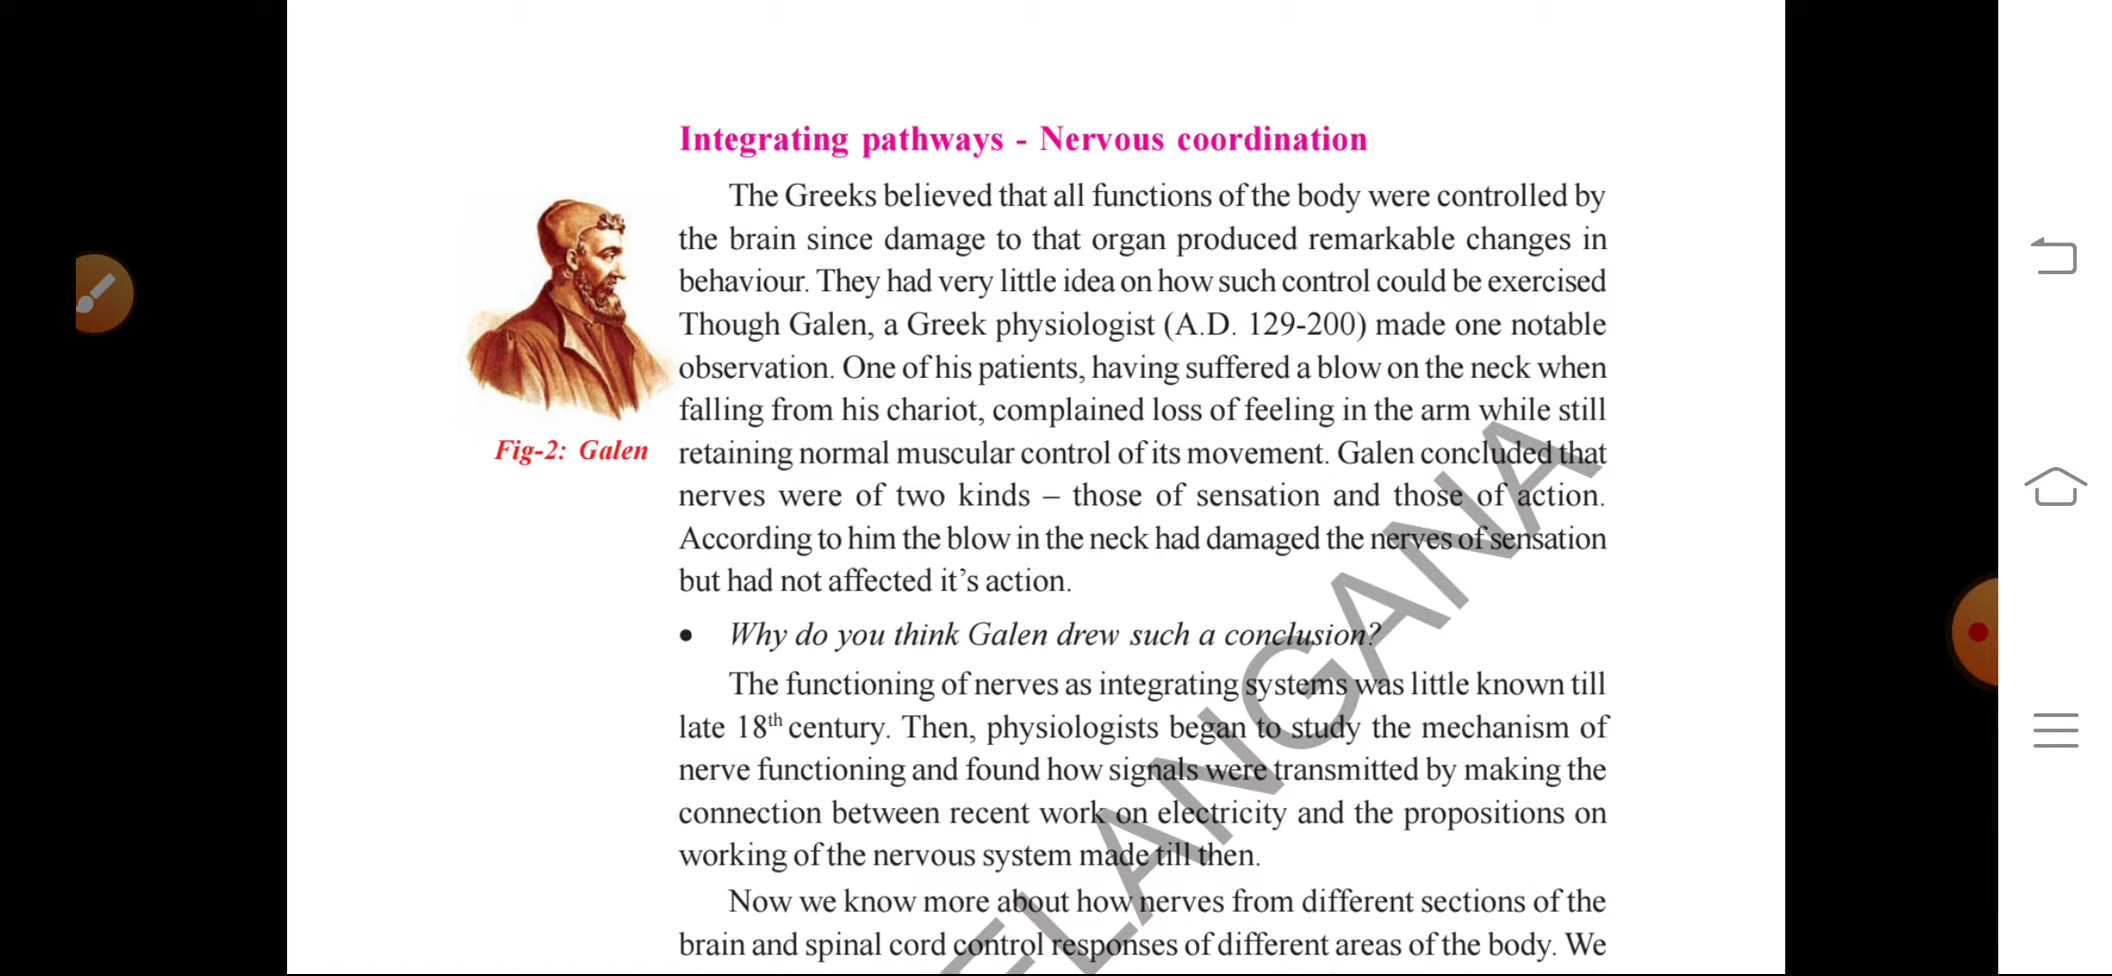 Integrating pathways - Nervous coordination
The Greeks believed that all functions of the body were controlled by
the brain since damage to that organ produced remarkable changes in
behaviour. They had very little idea on how such control could be exercised
Though Galen, a Greek physiologist (A.D. 129-200) made one notable
observation. One of his patients, having suffered a blow on the neck when
falling from his chariot, complained loss of feeling in the arm while still
retaining normal muscular control of its movement. Galen concluded that
nerves were of two kinds – those of sensation and those of action.
According to him the blow in the neck had damaged the nerves of sensation
but had not affected it’s action.
Fig-2: Galen
• Why do you think Galen drew such a conclusion?
The functioning of nerves as integrating systems was little known till
late 18th century. Then, physiologists began to study the mechanism of
nerve functioning and found how signals were transmitted by making the
connection between recent work on electricity and the propositions on
working of the nervous system made till then.
Now we know more about how nerves from different sections of the
brain and spinal cord control responses of different areas of the body. We
ELANGANA